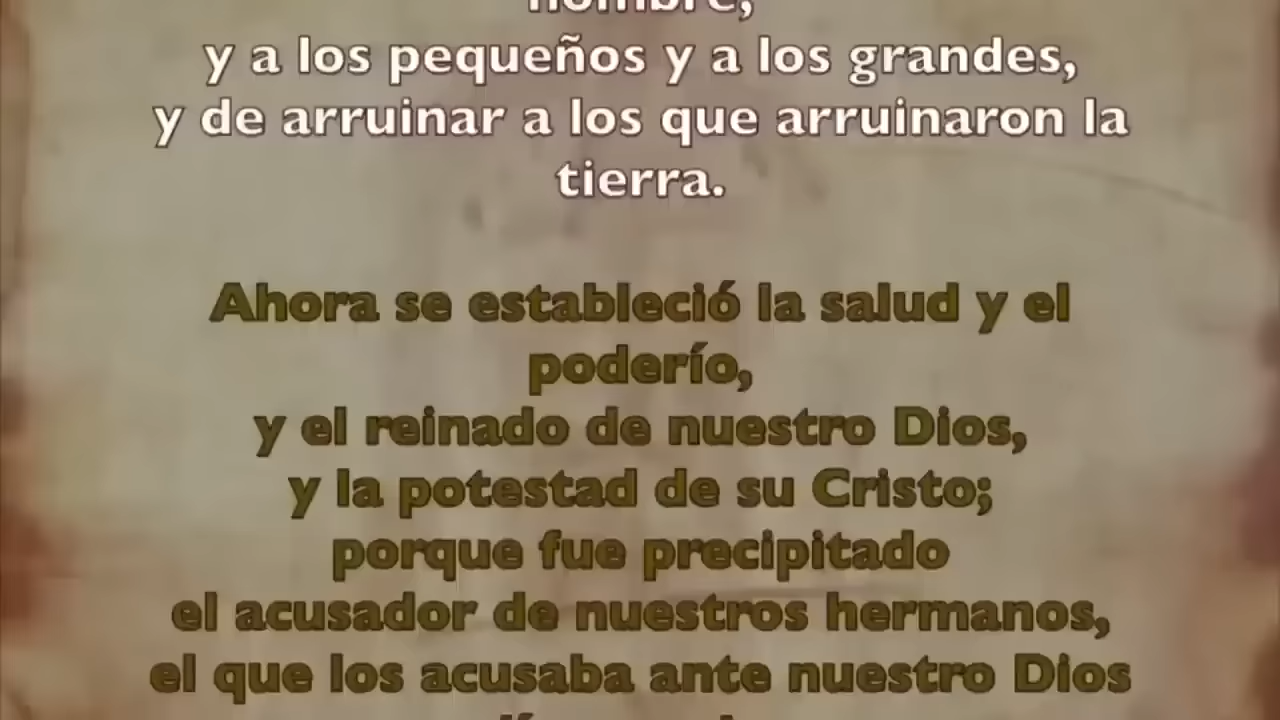 nombre,
y a los pequeños y a los grandes,
y de arruinar a los que arruinaron la
tierra.
Ahora se estableció la salud y el
poderío,
y el reinado de nuestro Dios,
y la potestad de su Cristo;
porque fue precipitado
el acusador de nuestros hermanos,
el que los acusaba ante nuestro Dios